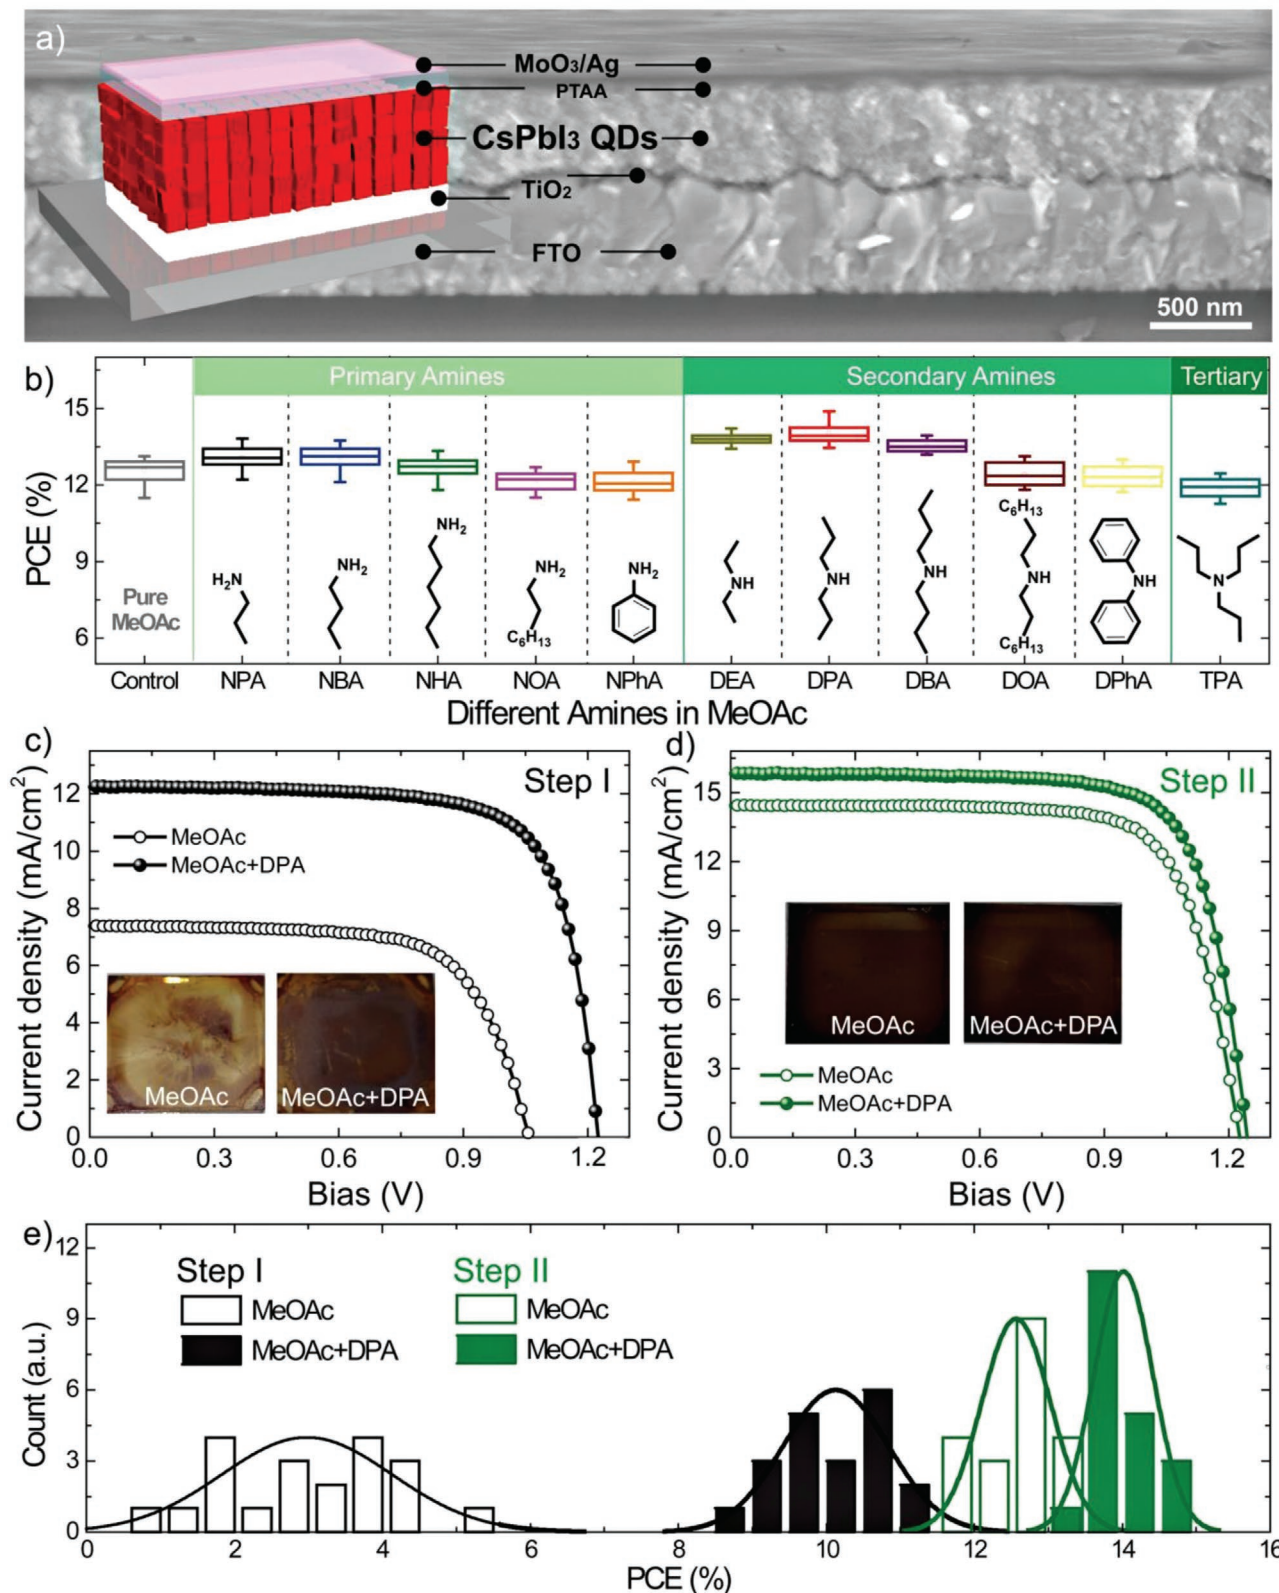 a)
MoO3/Ag
PTAA
CsPbI3 QDs
TiO2
FTO
500 nm
b)
Primary Amines
Secondary Amines
Tertiary
PCE (%)
15
12
9
6
Pure
MeOAc
H2N
NH2
NH2
NH2
C6H13
NH2
NH
NH
NH
C6H13
NH
C6H13
NH
N
Control NPA NBA NHA NOA NPhA DEA DPA DBA DOA DPhA TPA
Different Amines in MeOAc
c)
Step I
Current density (mA/cm2)
12
10
7
5
2
0
MeOAc
MeOAc+DPA
MeOAc
MeOAc+DPA
0.0 0.3 0.6 0.9 1.2
Bias (V)
d)
Step II
Current density (mA/cm2)
15
12
9
6
3
0
MeOAc
MeOAc+DPA
MeOAc
MeOAc+DPA
0.0 0.3 0.6 0.9 1.2
Bias (V)
e)
Step I
MeOAc
MeOAc+DPA
Step II
MeOAc
MeOAc+DPA
Count (a.u.)
12
9
6
3
0
0 2 4 6 8 10 12 14 16
PCE (%)